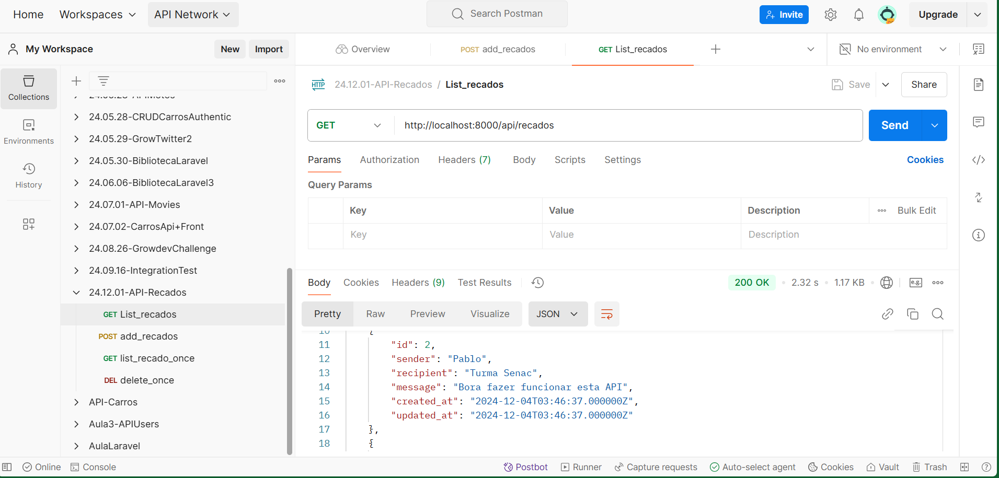 Home Workspaces API Network Search Postman Invite Upgrade
My Workspace New Import Overview POST add_recados GET List_recados No environment
Collections
Environments
History
24.05.28-CRUDCarrosAuthentic
24.05.29-GrowTwitter2
24.05.30-BibliotecaLaravel
24.06.06-BibliotecaLaravel3
24.07.01-API-Movies
24.07.02-CarrosApi+Front
24.08.26-GrowdevChallenge
24.09.16-IntegrationTest
24.12.01-API-Recados
GET List_recados
POST add_recados
GET list_recado_once
DEL delete_once
API-Carros
Aula3-APIUsers
AulaLaravel
HTTP 24.12.01-API-Recados / List_recados Save Share
GET http://localhost:8000/api/recados Send
Params Authorization Headers (7) Body Scripts Settings Cookies
Query Params
Key Value Description Bulk Edit
Key Value Description
Body Cookies Headers (9) Test Results 200 OK 2.32 s 1.17 KB e.g.
Pretty Raw Preview Visualize JSON
10 {
11 "id": 2,
12 "sender": "Pablo",
13 "recipient": "Turma Senac",
14 "message": "Bora fazer funcionar esta API",
15 "created_at": "2024-12-04T03:46:37.000000Z",
16 "updated_at": "2024-12-04T03:46:37.000000Z"
17 },
18 {
Online Console Postbot Runner Capture requests Auto-select agent Cookies Vault Trash